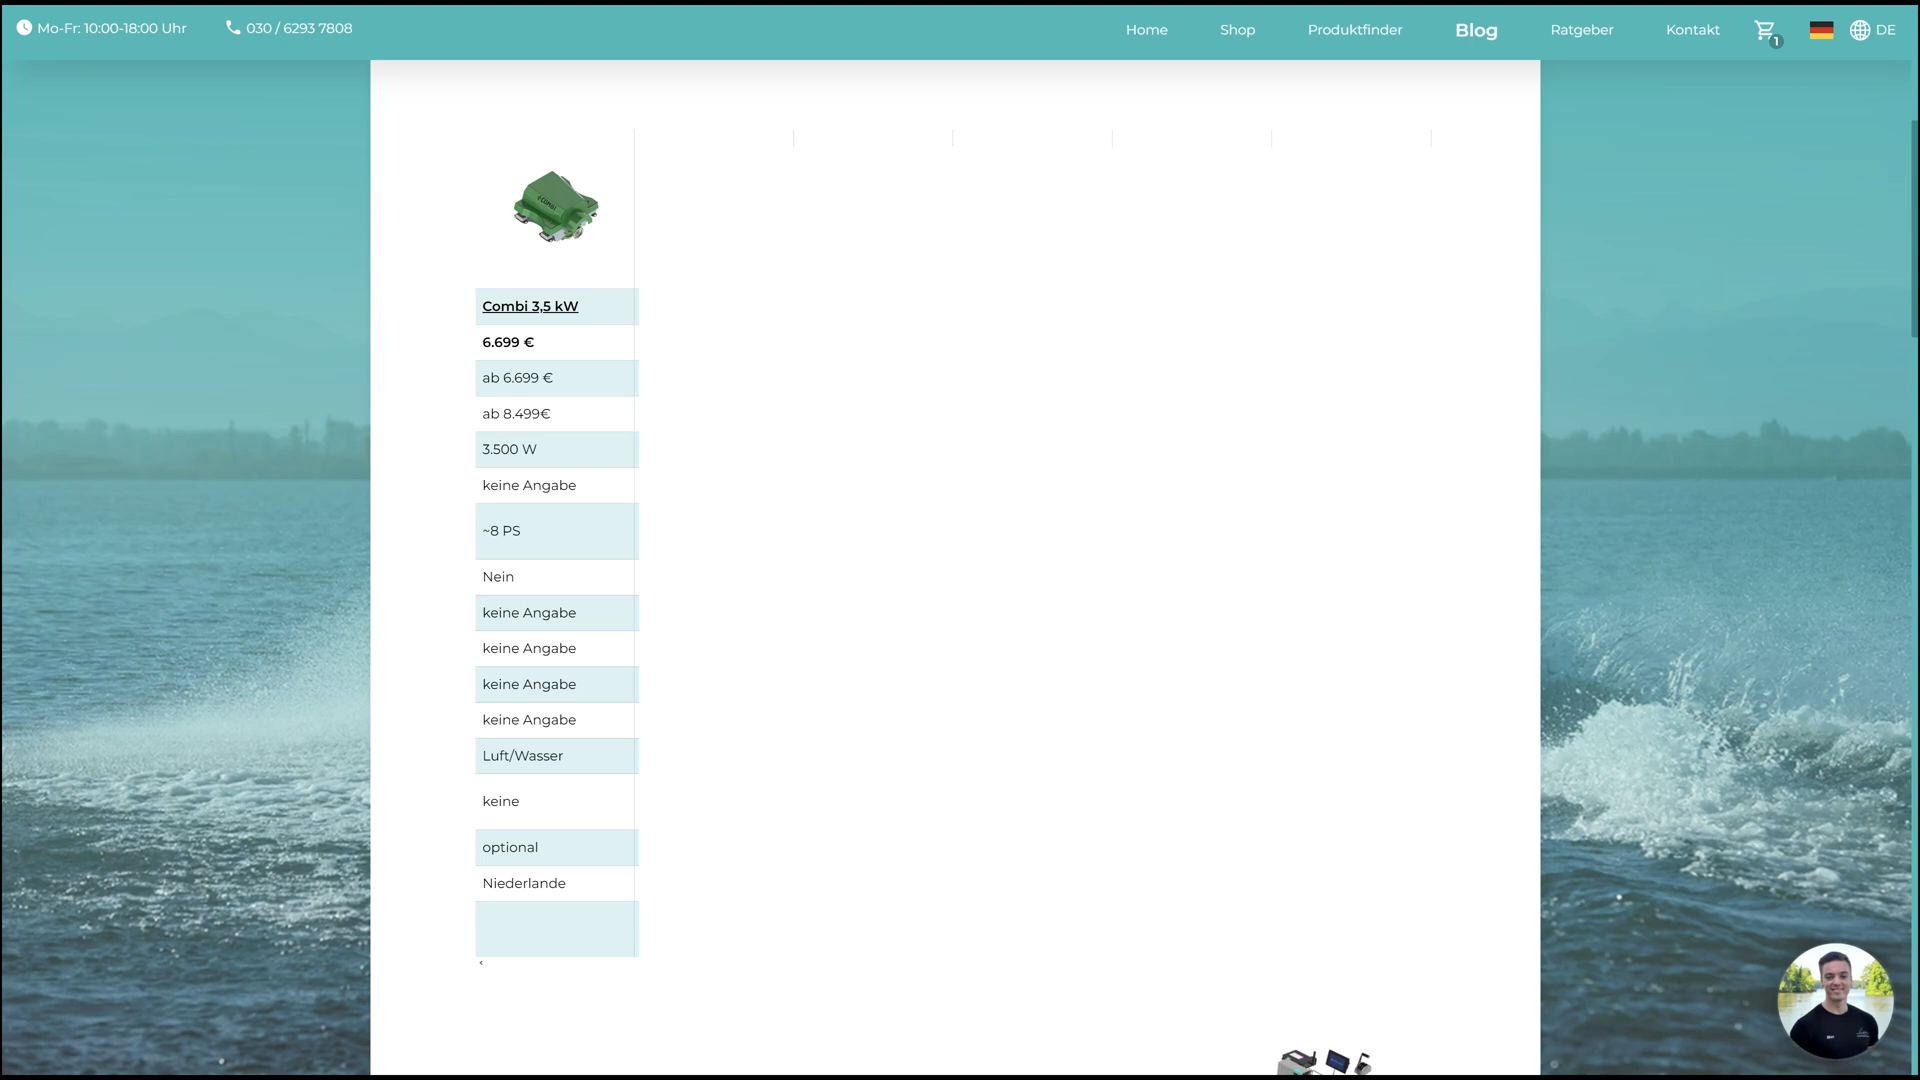 Mo-Fr: 10:00-18:00 Uhr
030 / 6293 7808
Home
Shop
Produktfinder
Blog
Ratgeber
Kontakt
1
DE
Combi 3,5 kW
6.699 €
ab 6.699 €
ab 8.499€
3.500 W
keine Angabe
~8 PS
Nein
keine Angabe
keine Angabe
keine Angabe
keine Angabe
Luft/Wasser
keine
optional
Niederlande